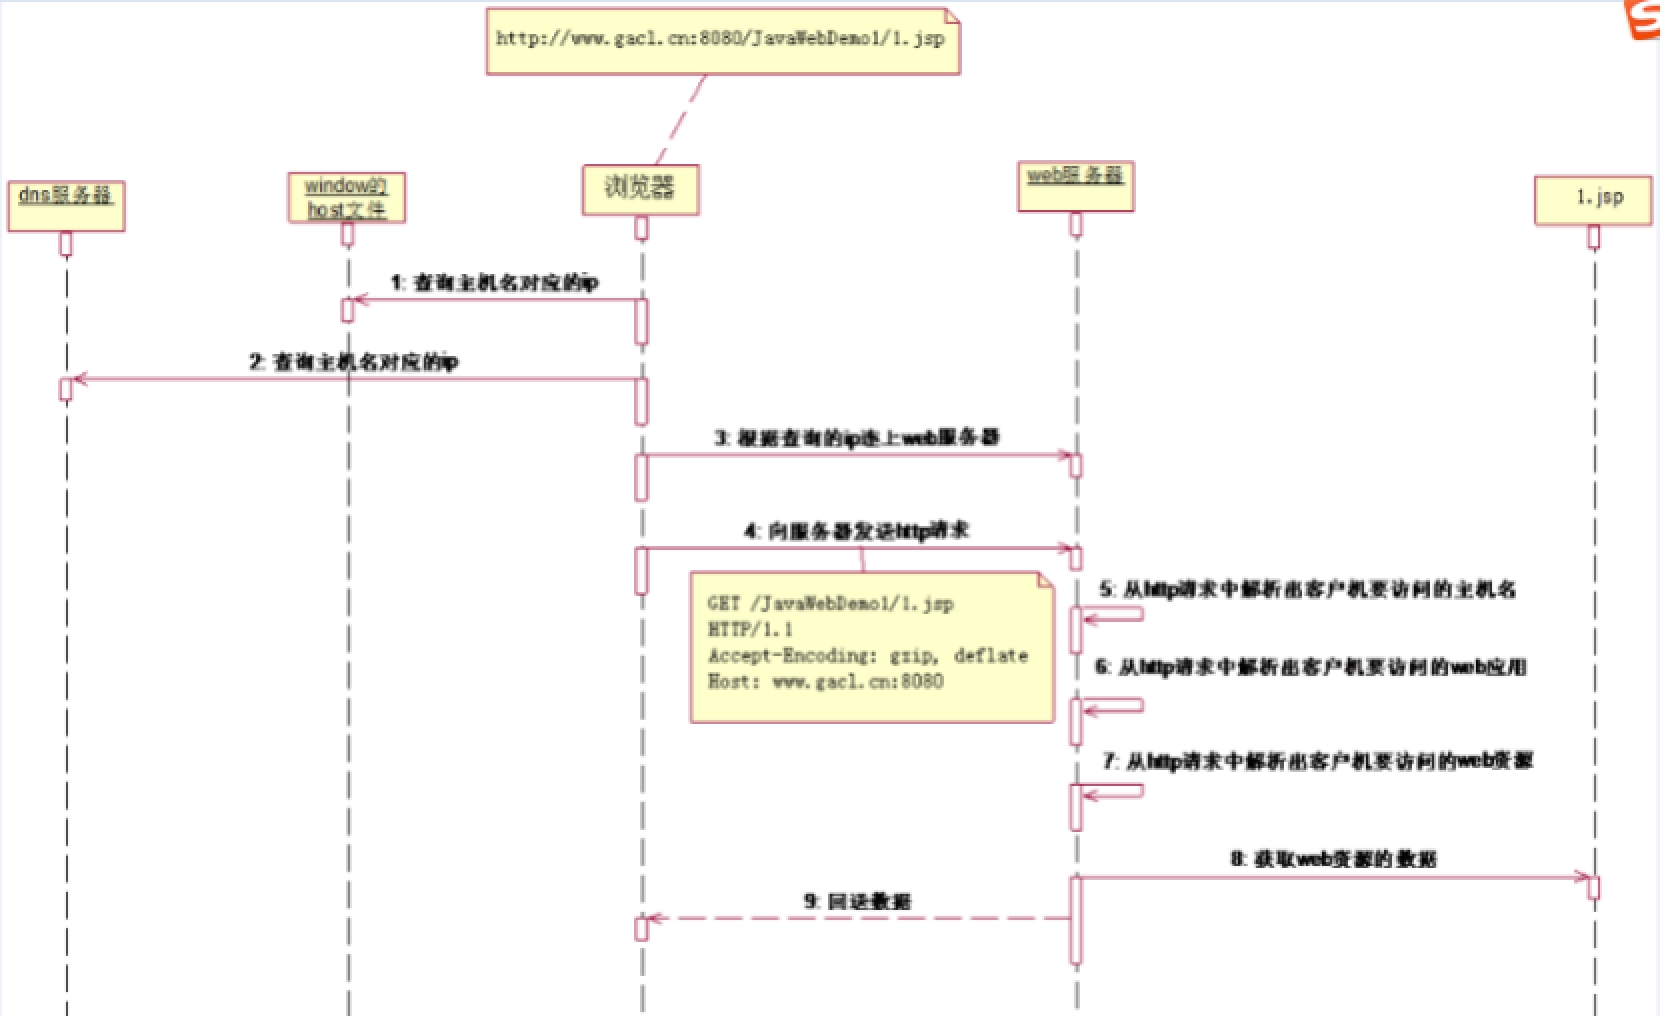 http://www.gacl.cn:8080/JavaWebDemo1/1.jsp
dns服务器
window的
host文件
浏览器
web服务器
1.jsp
1: 查询主机名对应的ip
2: 查询主机名对应的ip
3: 根据查询的ip连上web服务器
4: 向服务器发送http请求
GET /JavaWebDemo1/1.jsp
HTTP/1.1
Accept-Encoding: gzip, deflate
Host: www.gacl.cn:8080
5: 从http请求中解析出客户机要访问的主机名
6: 从http请求中解析出客户机要访问的web应用
7: 从http请求中解析出客户机要访问的web资源
8: 获取web资源的数据
9: 回送数据